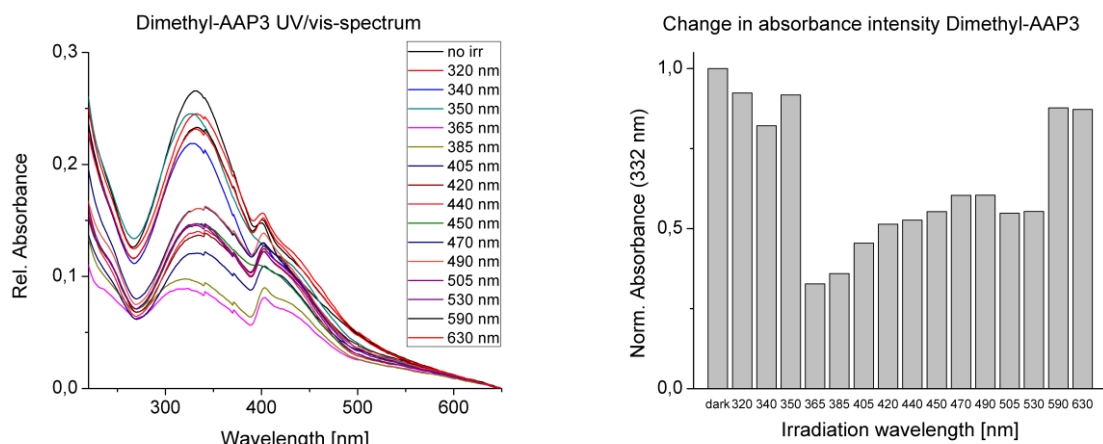 Dimethyl-AAP3 UV/vis-spectrum
Rel. Absorbance
0,3
0,2
0,1
0,0
300
400
500
600
Wavelength [nm]
no irr
320 nm
340 nm
350 nm
365 nm
385 nm
405 nm
420 nm
440 nm
450 nm
470 nm
490 nm
505 nm
530 nm
590 nm
630 nm
Change in absorbance intensity Dimethyl-AAP3
Norm. Absorbance (332 nm)
1,0
0,5
0,0
dark 320 340 350 365 385 405 420 440 450 470 490 505 530 590 630
Irradiation wavelength [nm]